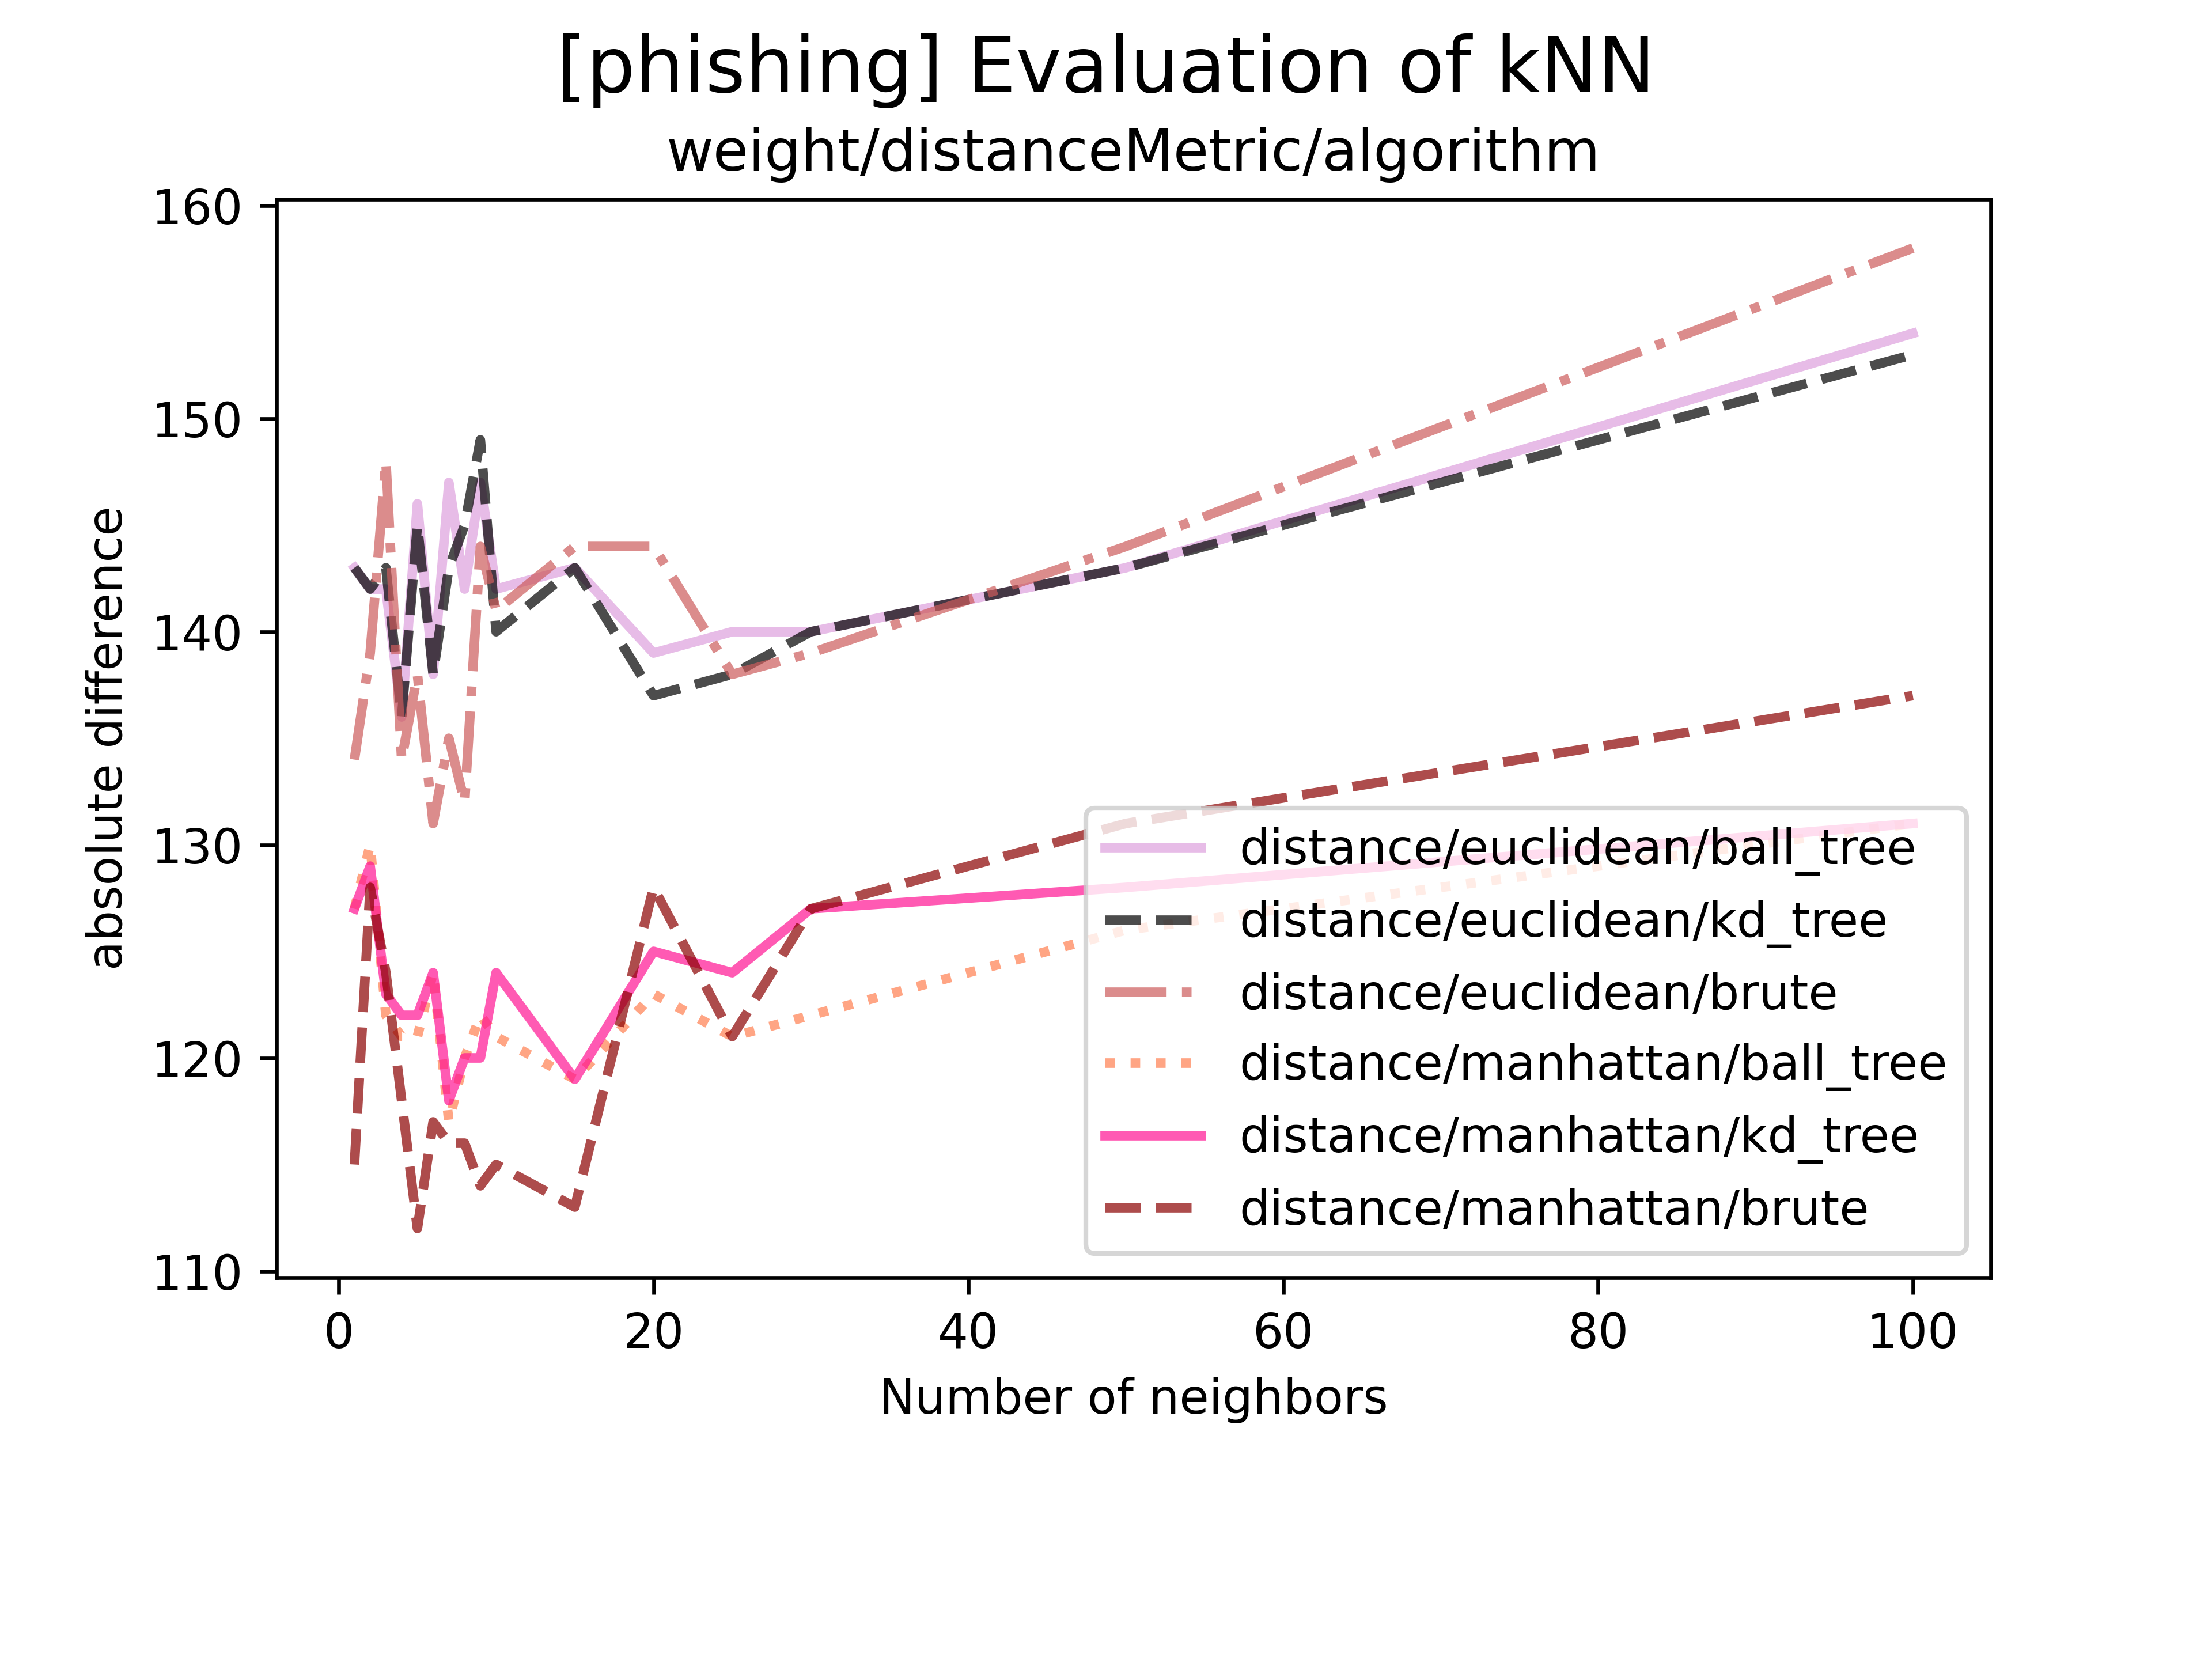 [phishing] Evaluation of kNN
weight/distanceMetric/algorithm
160
150
140
130
120
110
absolute difference
distance/euclidean/ball_tree
distance/euclidean/kd_tree
distance/euclidean/brute
distance/manhattan/ball_tree
distance/manhattan/kd_tree
distance/manhattan/brute
0 20 40 60 80 100
Number of neighbors